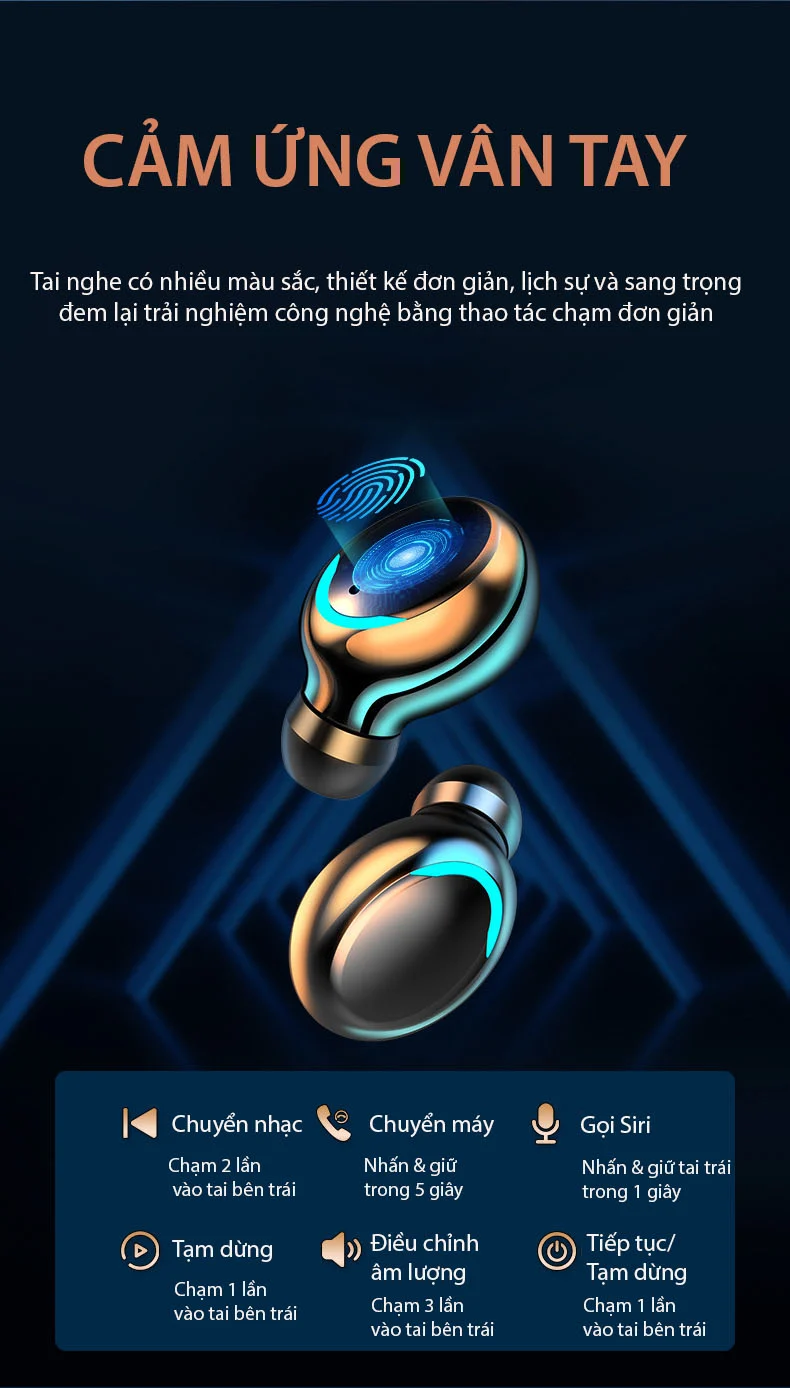 CẢM ỨNG VÂN TAY
Tai nghe có nhiều màu sắc, thiết kế đơn giản, lịch sự và sang trọng
đem lại trải nghiệm công nghệ bằng thao tác chạm đơn giản
Chuyển nhạc
Chạm 2 lần
vào tai bên trái
Chuyển máy
Nhấn & giữ
trong 5 giây
Gọi Siri
Nhấn & giữ tai trái
trong 1 giây
Tạm dừng
Chạm 1 lần
vào tai bên trái
Điều chỉnh
âm lượng
Chạm 3 lần
vào tai bên trái
Tiếp tục/
Tạm dừng
Chạm 1 lần
vào tai bên trái